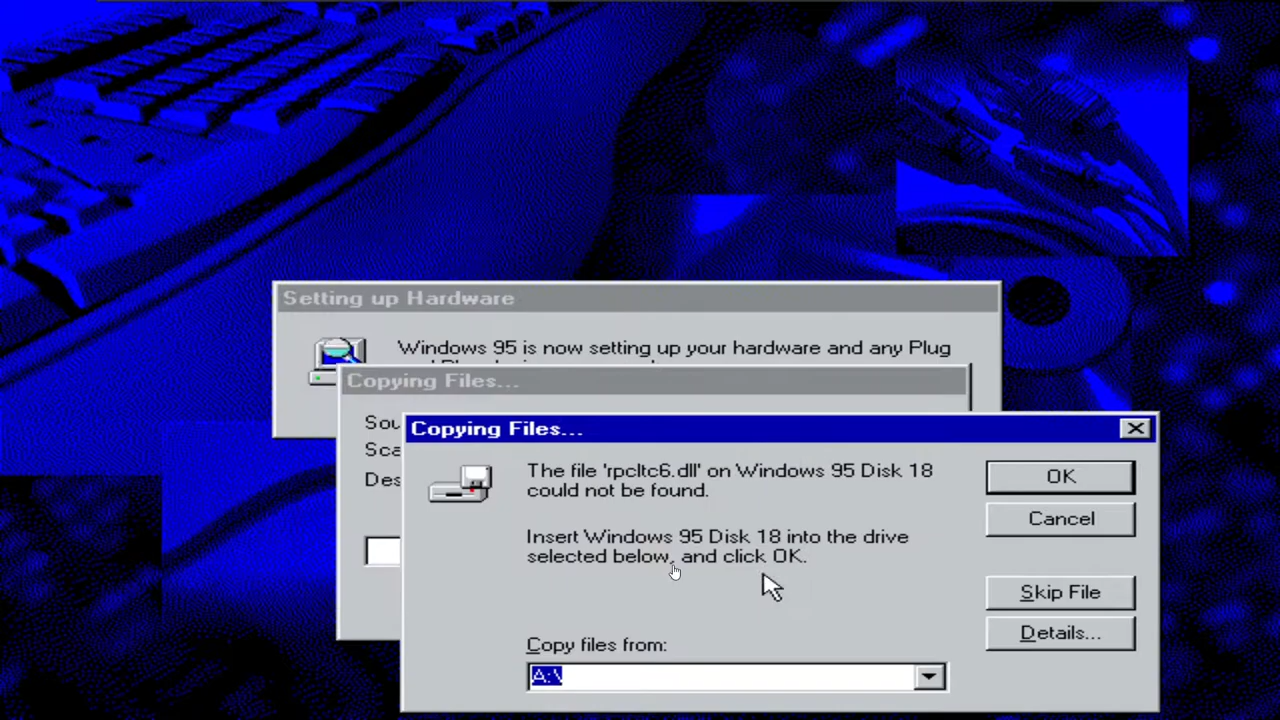 Setting up Hardware
Windows 95 is now setting up your hardware and any Plug
Copying Files...
Sou
Sca
Des
Copying Files...
The file 'rpcltc6.dll' on Windows 95 Disk 18
could not be found.
Insert Windows 95 Disk 18 into the drive
selected below, and click OK.
Copy files from:
A:\
OK
Cancel
Skip File
Details...